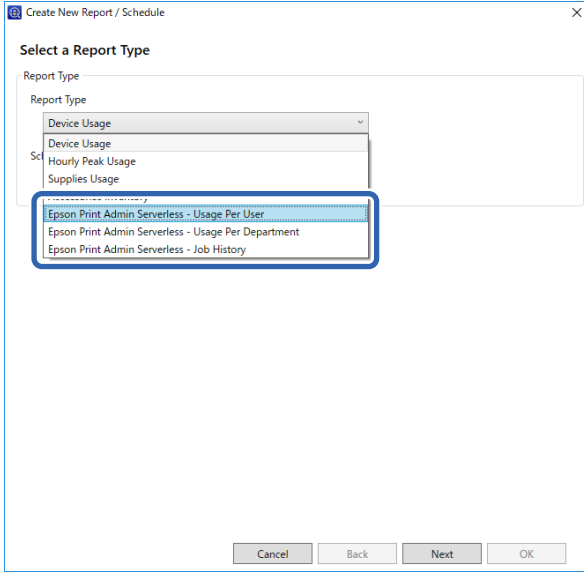 Create New Report / Schedule
Select a Report Type
Report Type
Report Type
Device Usage
Device Usage
Hourly Peak Usage
Supplies Usage
Epson Print Admin Serverless - Usage Per User
Epson Print Admin Serverless - Usage Per Department
Epson Print Admin Serverless - Job History
Cancel
Back
Next
OK